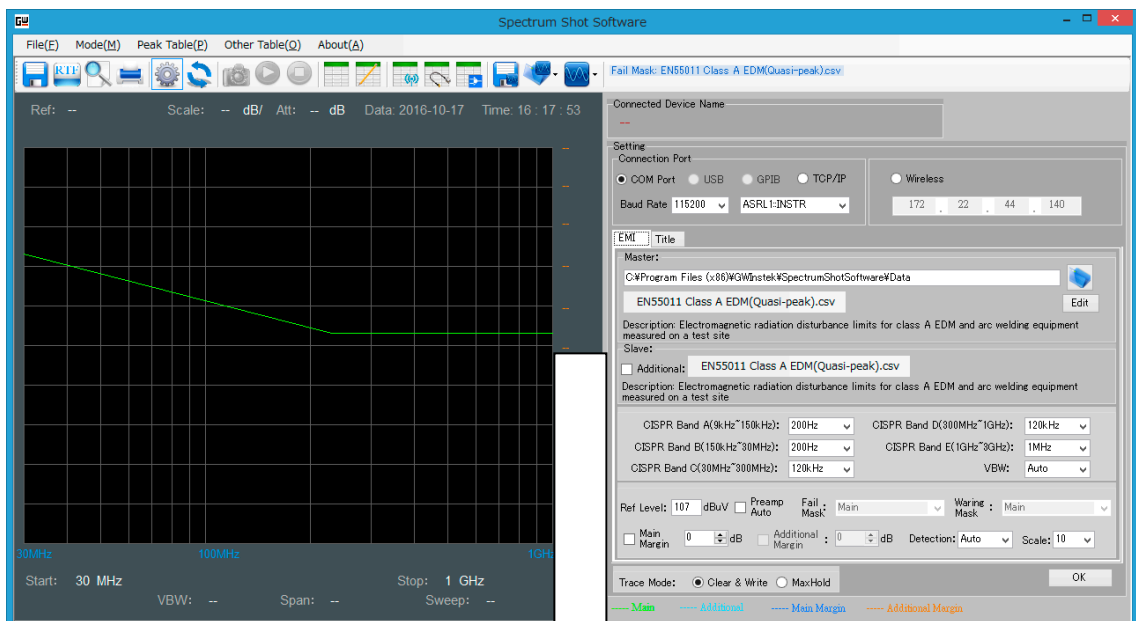 GW
Spectrum Shot Software
File(F) Mode(M) Peak Table(P) Other Table(O) About(A)
RTF
Fail Mask: EN55011 Class A EDM(Quasi-peak).csv
Ref: -- Scale: -- dB/ Att: -- dB Data: 2016-10-17 Time: 16 : 17 : 53
--
--
--
--
--
--
30MHz 100MHz 1GHz
Start: 30 MHz Stop: 1 GHz
VBW: -- Span: -- Sweep: --
Connected Device Name
--
Setting
Connection Port
COM Port USB GPIB TCP/IP Wireless
Baud Rate 115200 ASRL1::INSTR 172 . 22 . 44 . 140
EMI Title
Master:
C:¥Program Files (x86)¥GWInstek¥SpectrumShotSoftware¥Data
EN55011 Class A EDM(Quasi-peak).csv Edit
Description: Electromagnetic radiation disturbance limits for class A EDM and arc welding equipment
measured on a test site
Slave:
Additional: EN55011 Class A EDM(Quasi-peak).csv
Description: Electromagnetic radiation disturbance limits for class A EDM and arc welding equipment
measured on a test site
CISPR Band A(9kHz~150kHz): 200Hz CISPR Band D(300MHz~1GHz): 120kHz
CISPR Band B(150kHz~30MHz): 200Hz CISPR Band E(1GHz~3GHz): 1MHz
CISPR Band C(30MHz~300MHz): 120kHz VBW: Auto
Ref Level: 107 dBuV Preamp Auto Fail Mask : Main Waring Mask : Main
Main Margin 0 dB Additional Margin : 0 dB Detection: Auto Scale: 10
Trace Mode: Clear & Write MaxHold OK
Main Additional Main Margin Additional Margin